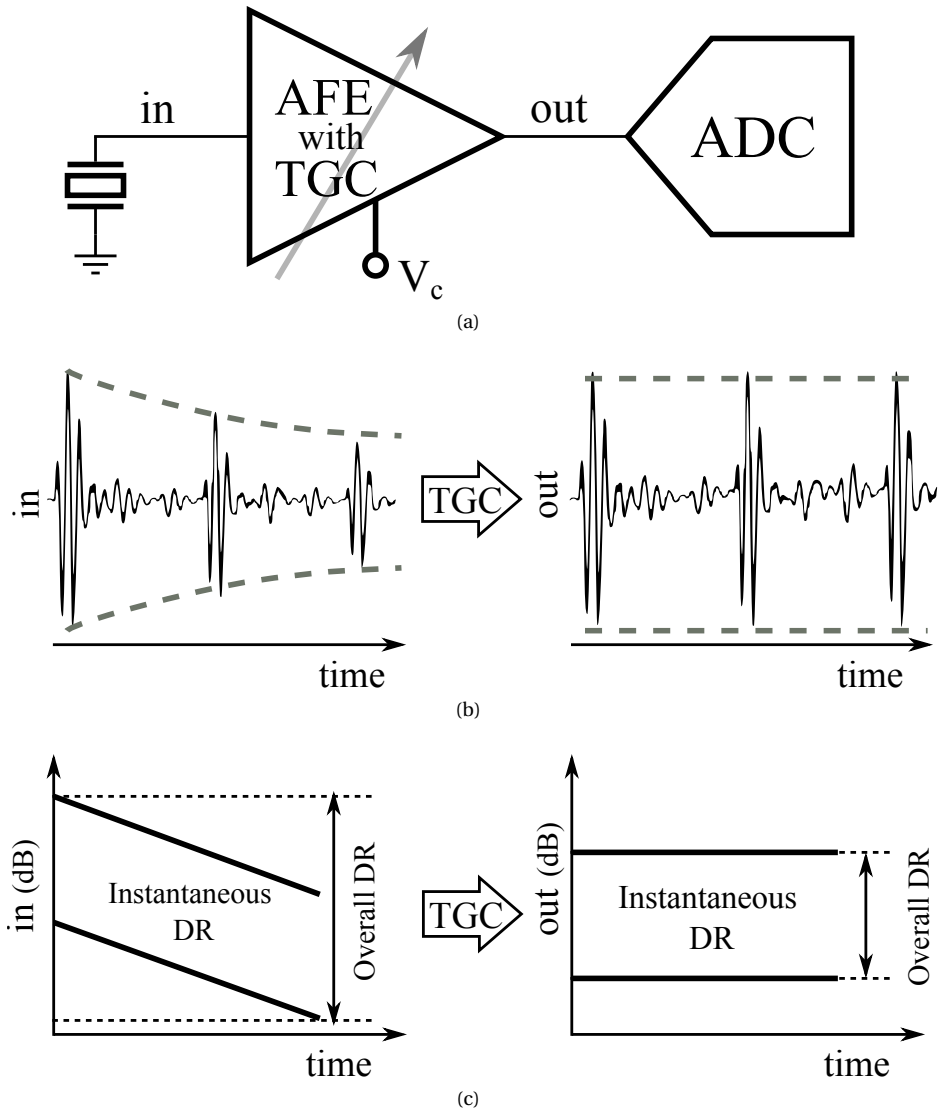 in
AFE
with
TGC
out
ADC
Vc
(a)
in
TGC
out
time
time
(b)
in (dB)
Instantaneous
DR
Overall DR
TGC
out (dB)
Instantaneous
DR
Overall DR
time
time
(c)